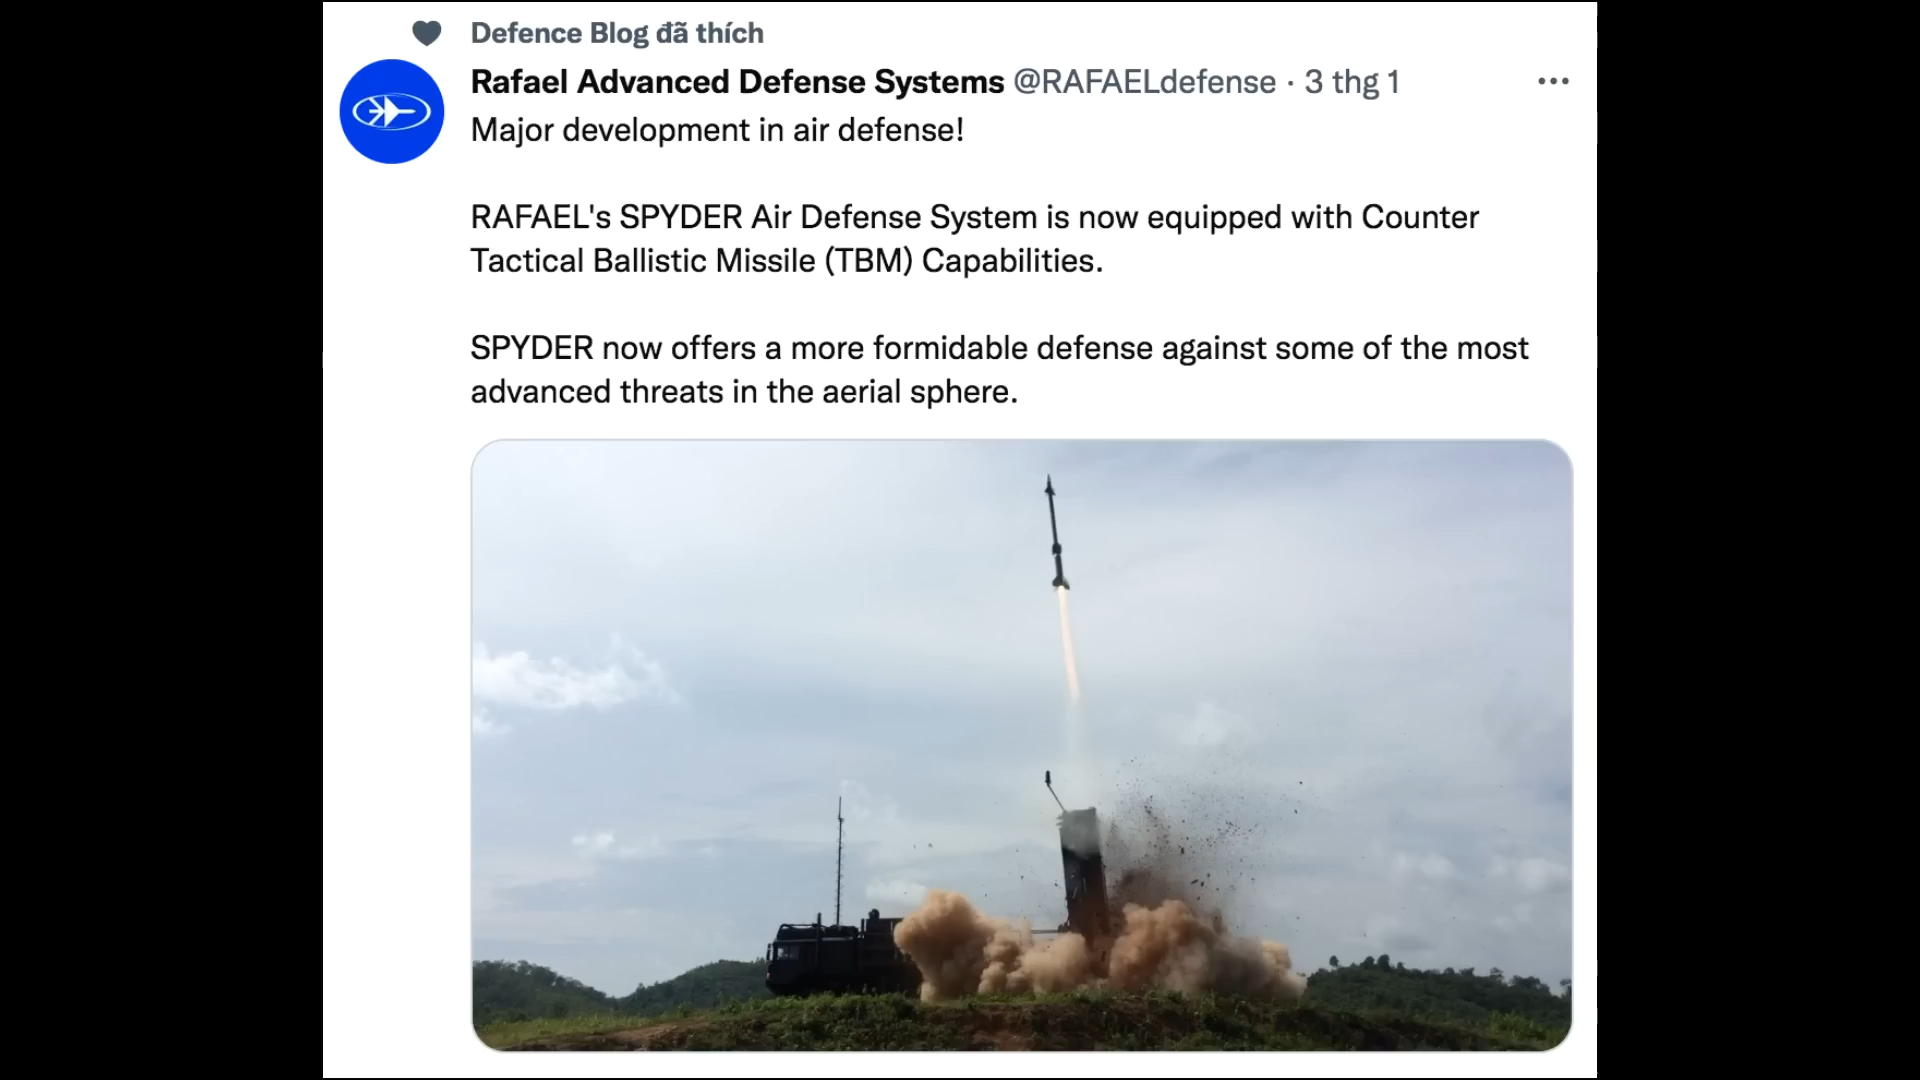 Defence Blog đã thích
Rafael Advanced Defense Systems @RAFAELdefense · 3 thg 1
Major development in air defense!
RAFAEL's SPYDER Air Defense System is now equipped with Counter
Tactical Ballistic Missile (TBM) Capabilities.
SPYDER now offers a more formidable defense against some of the most
advanced threats in the aerial sphere.